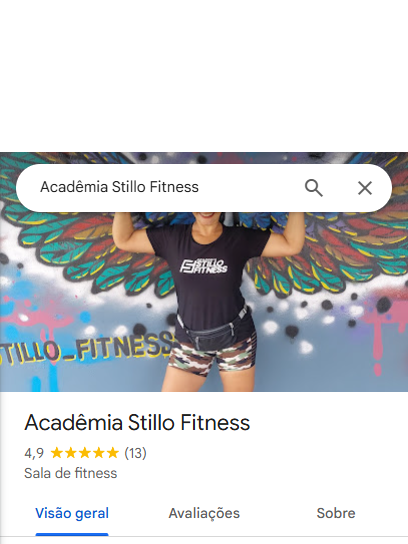 Acadêmia Stillo Fitness
STILLO
FITNESS
STILLO_FITNESS
Acadêmia Stillo Fitness
4,9 (13)
Sala de fitness
Visão geral Avaliações Sobre